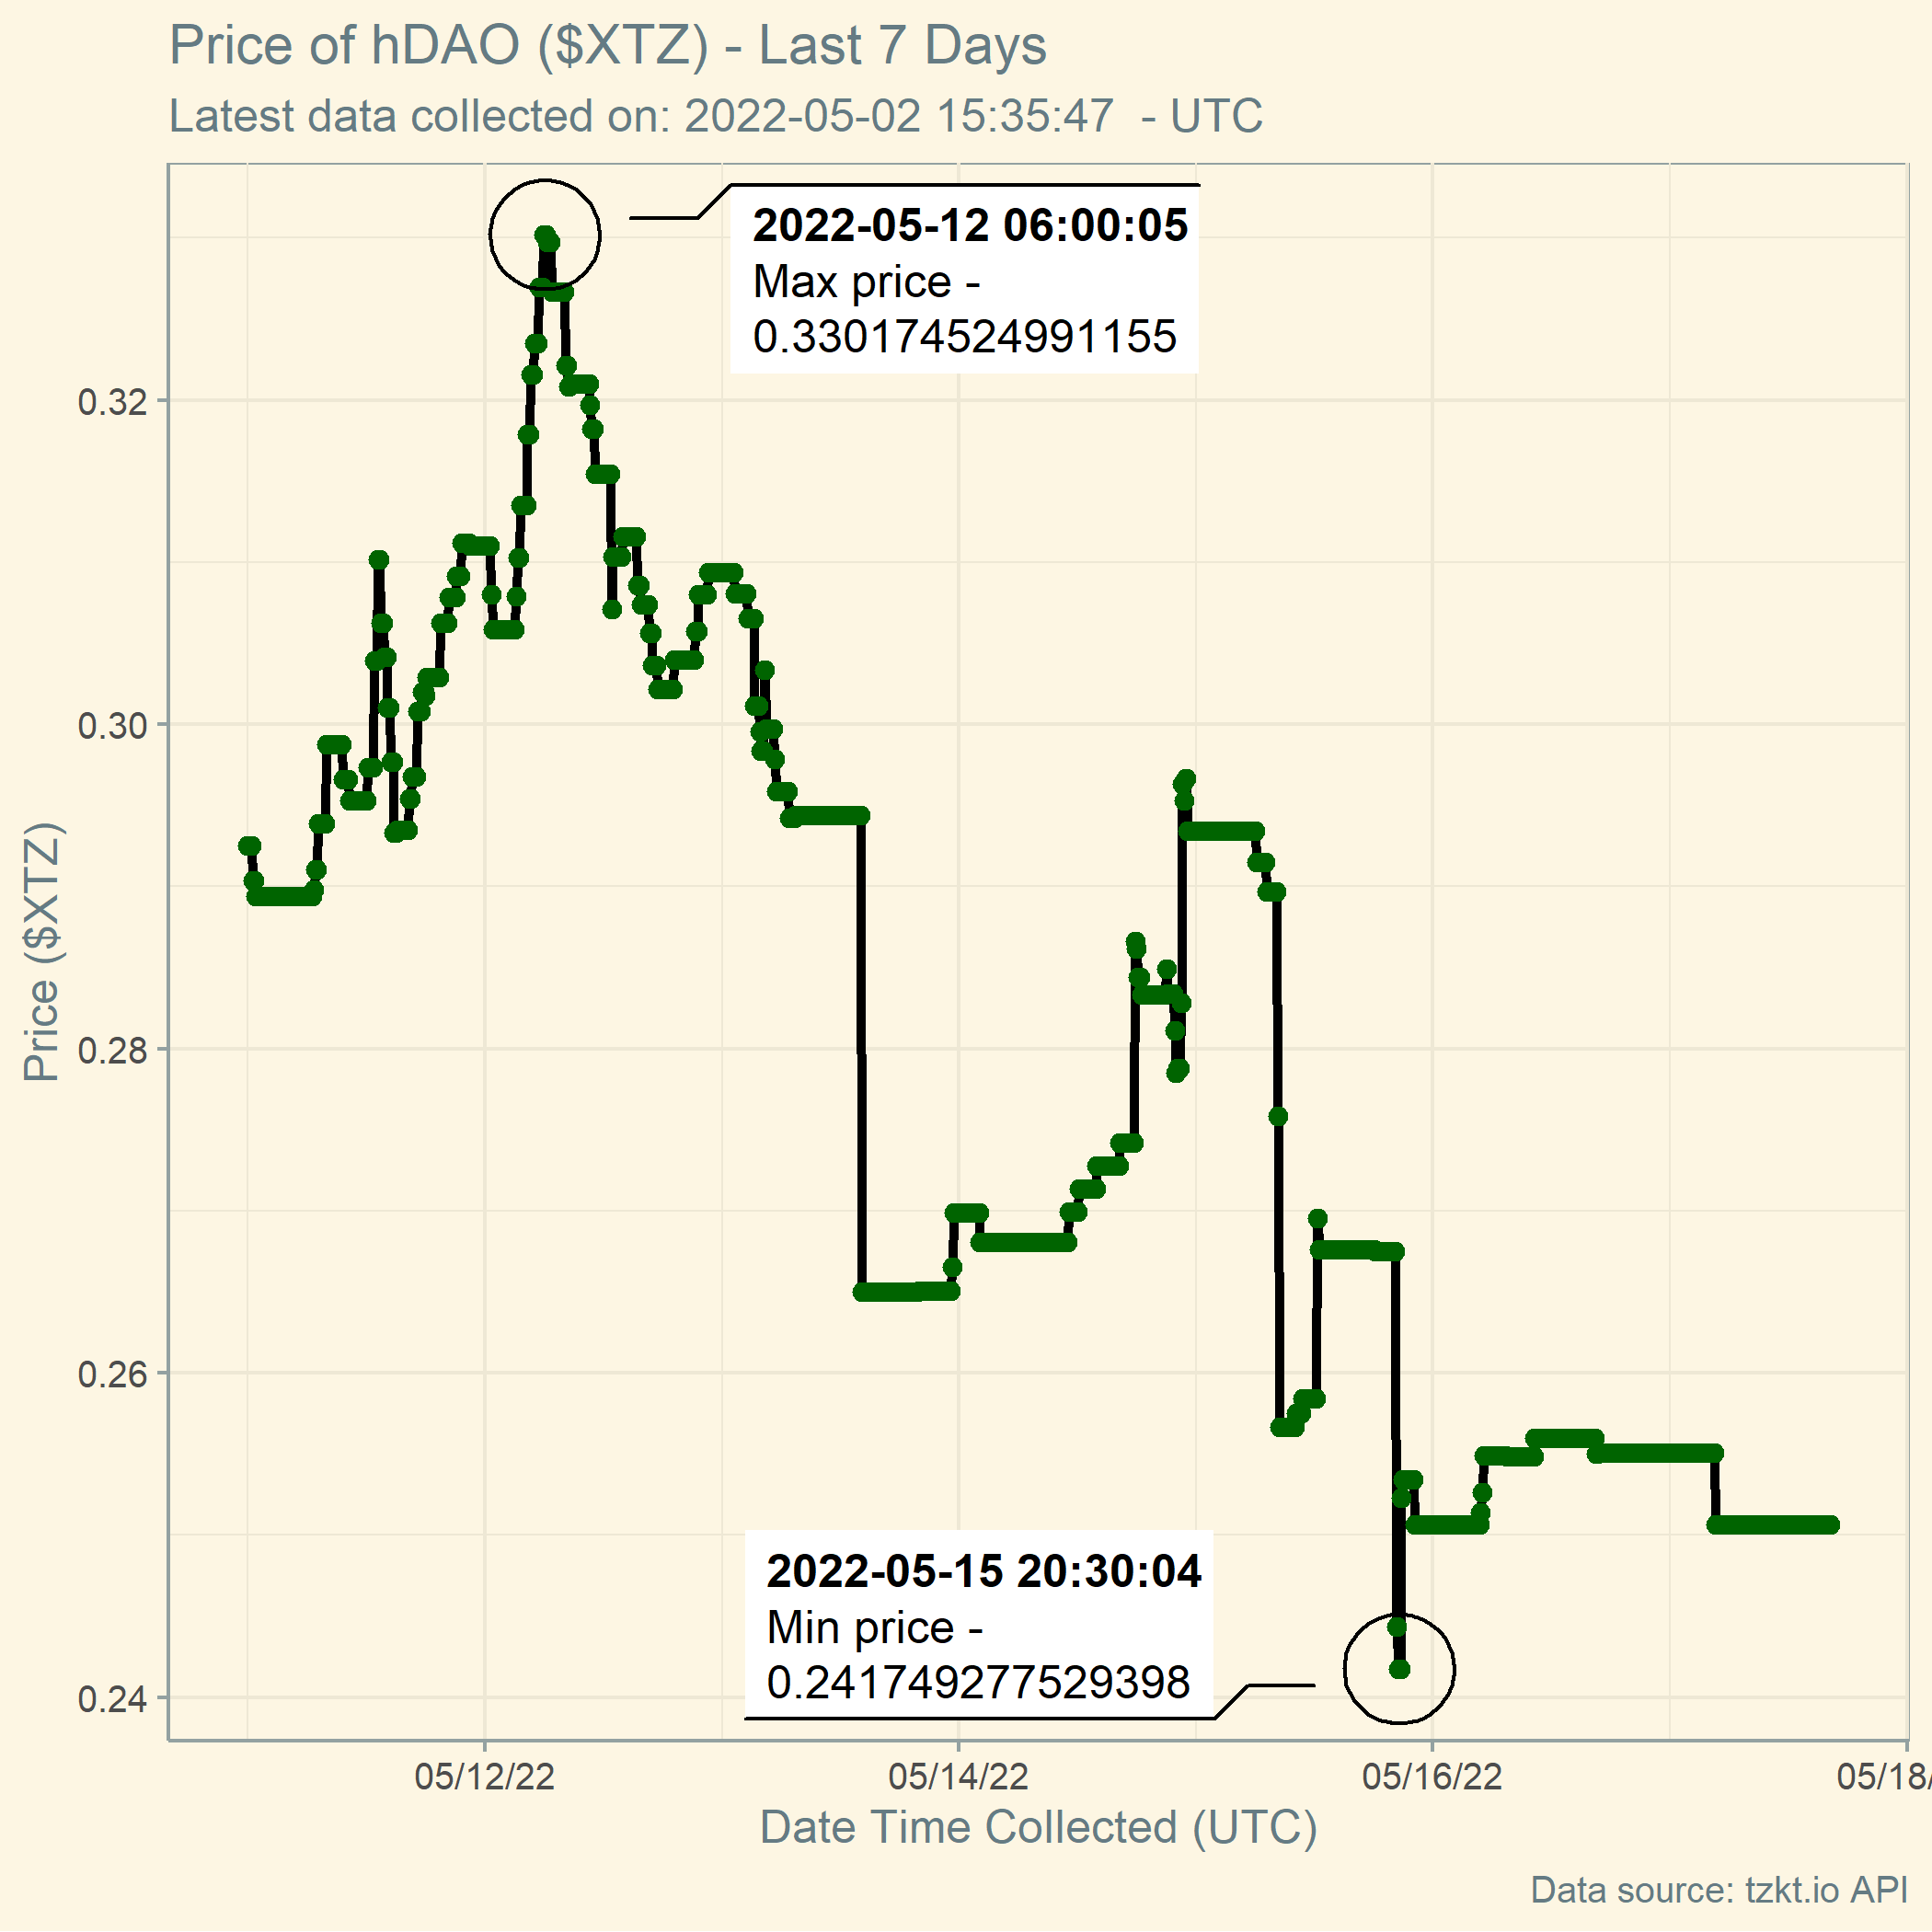 Price of hDAO ($XTZ) - Last 7 Days
Latest data collected on: 2022-05-02 15:35:47  - UTC
2022-05-12 06:00:05
Max price -
0.330174524991155
0.32
0.30
0.28
0.26
0.24
Price ($XTZ)
2022-05-15 20:30:04
Min price -
0.241749277529398
05/12/22
05/14/22
05/16/22
05/18/
Date Time Collected (UTC)
Data source: tzkt.io API